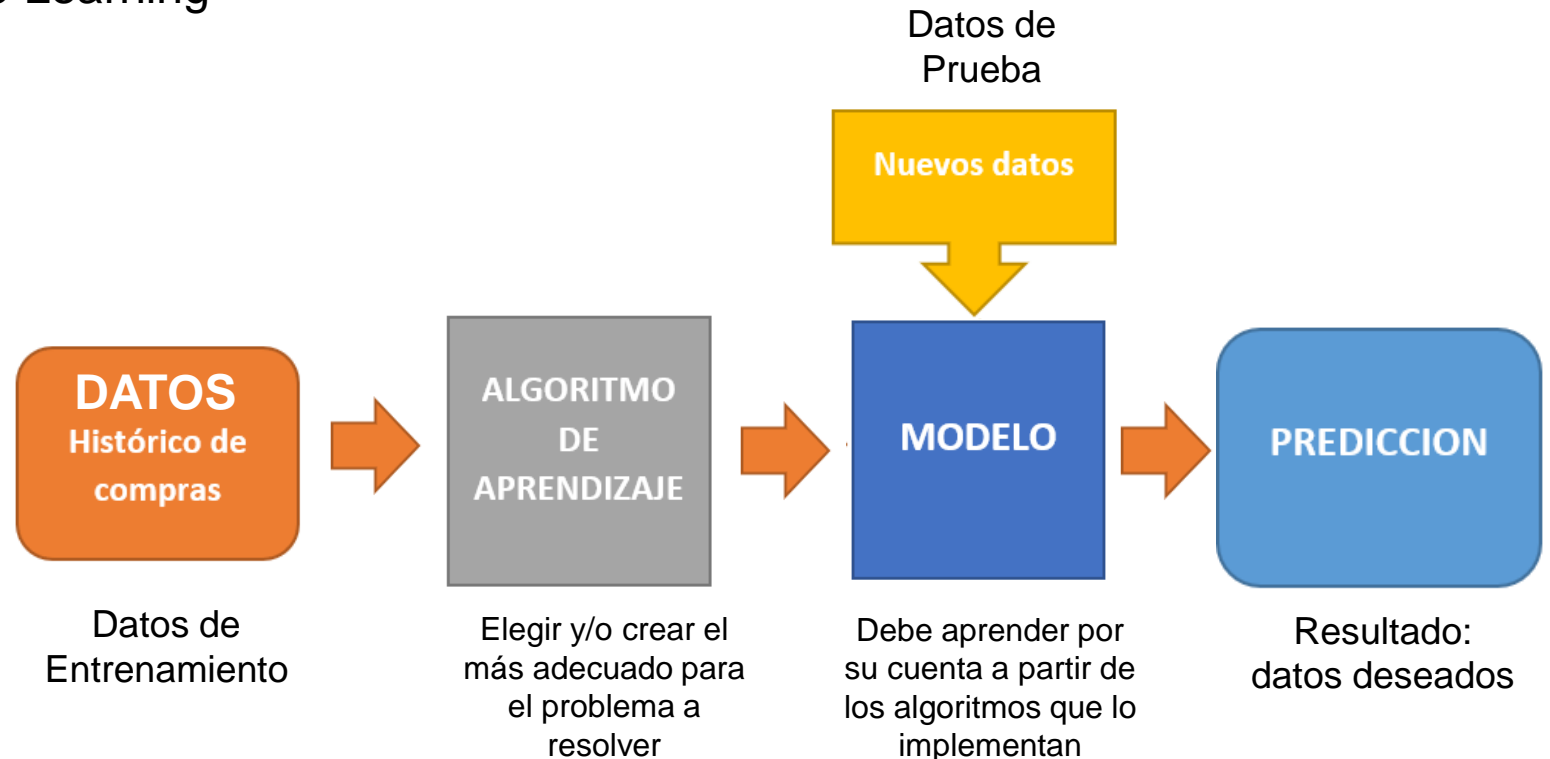 Learning
Datos de
Prueba
Nuevos datos
DATOS
Histórico de
compras
ALGORITMO
DE
APRENDIZAJE
MODELO
PREDICCION
Datos de
Entrenamiento
Elegir y/o crear el
más adecuado para
el problema a
resolver
Debe aprender por
su cuenta a partir de
los algoritmos que lo
implementan
Resultado:
datos deseados